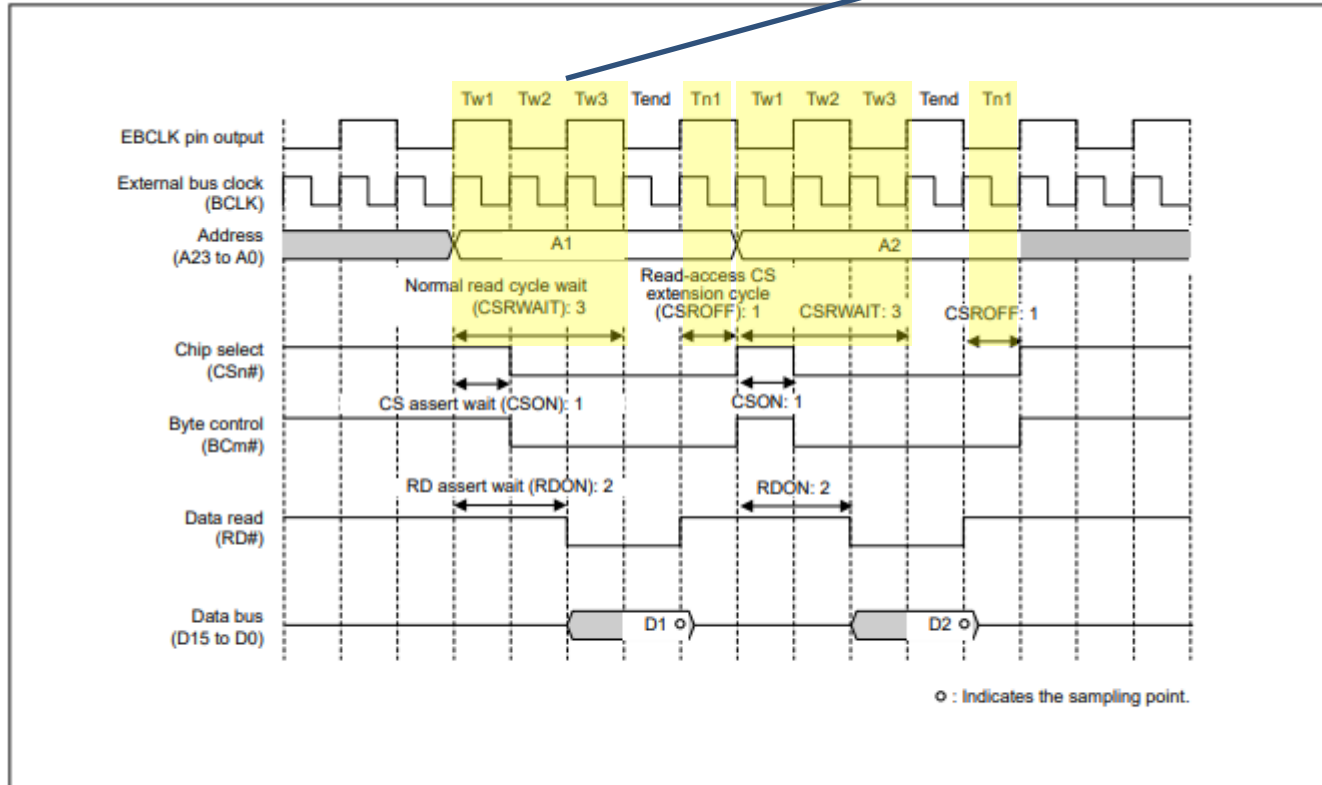 Tw1 Tw2 Tw3 Tend Tn1 Tw1 Tw2 Tw3 Tend Tn1
EBCLK pin output
External bus clock
(BCLK)
Address
(A23 to A0)
A1
A2
Normal read cycle wait
(CSRWAIT): 3
Read-access CS
extension cycle
(CSROFF): 1
CSRWAIT: 3
CSROFF: 1
Chip select
(CSn#)
CS assert wait (CSON): 1
CSON: 1
Byte control
(BCm#)
RD assert wait (RDON): 2
RDON: 2
Data read
(RD#)
Data bus
(D15 to D0)
D1
D2
: Indicates the sampling point.